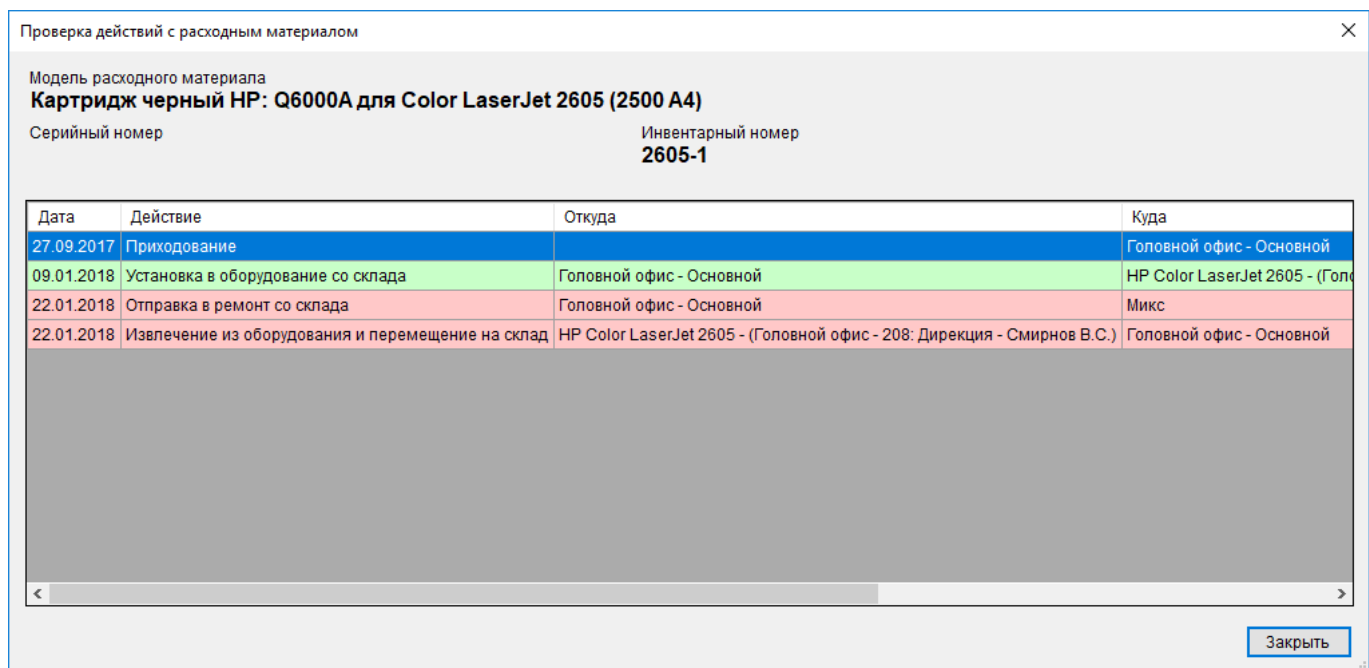 Проверка действий с расходным материалом
Модель расходного материала
Картридж черный HP: Q6000A для Color LaserJet 2605 (2500 A4)
Серийный номер Инвентарный номер
2605-1
Дата Действие Откуда Куда
27.09.2017 Приходование Головной офис - Основной
09.01.2018 Установка в оборудование со склада Головной офис - Основной HP Color LaserJet 2605 - (Голо
22.01.2018 Отправка в ремонт со склада Головной офис - Основной Микс
22.01.2018 Извлечение из оборудования и перемещение на склад HP Color LaserJet 2605 - (Головной офис - 208: Дирекция - Смирнов В.С.) Головной офис - Основной
Закрыть